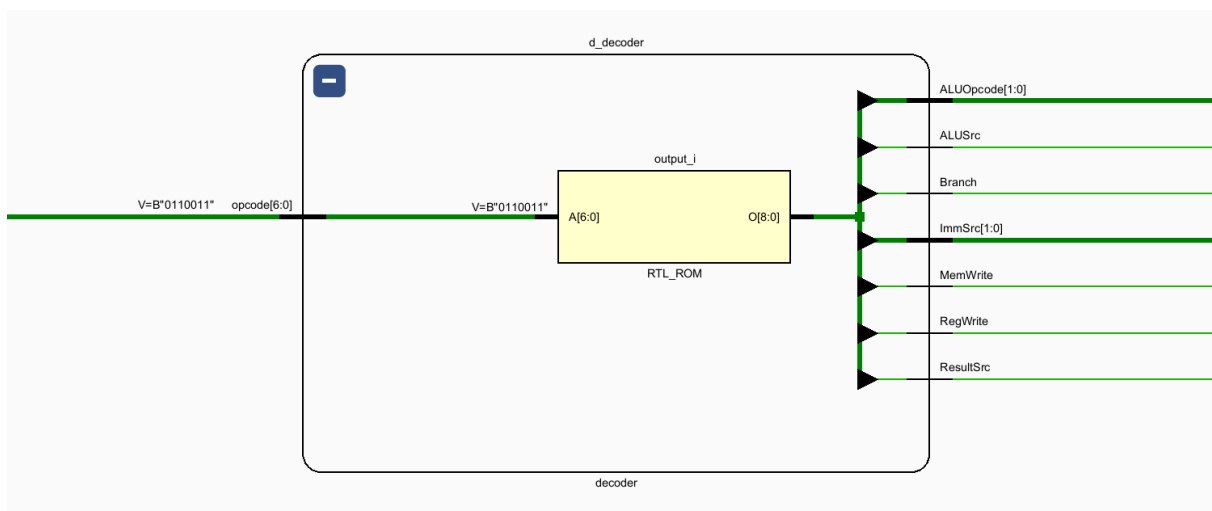 d_decoder
ALUOpcode[1:0]
ALUSrc
output_i
Branch
V=B"0110011" opcode[6:0]
V=B"0110011"
A[6:0]
O[8:0]
ImmSrc[1:0]
RTL_ROM
MemWrite
RegWrite
ResultSrc
decoder